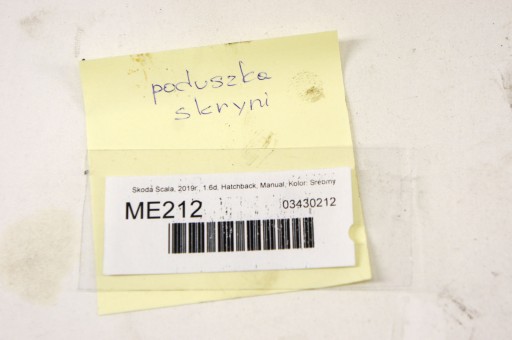 poduszka
skryni
Skoda Scala, 2019r., 1.6d, Hatchback, Manual, Kolor: Srebrny
ME212
03430212